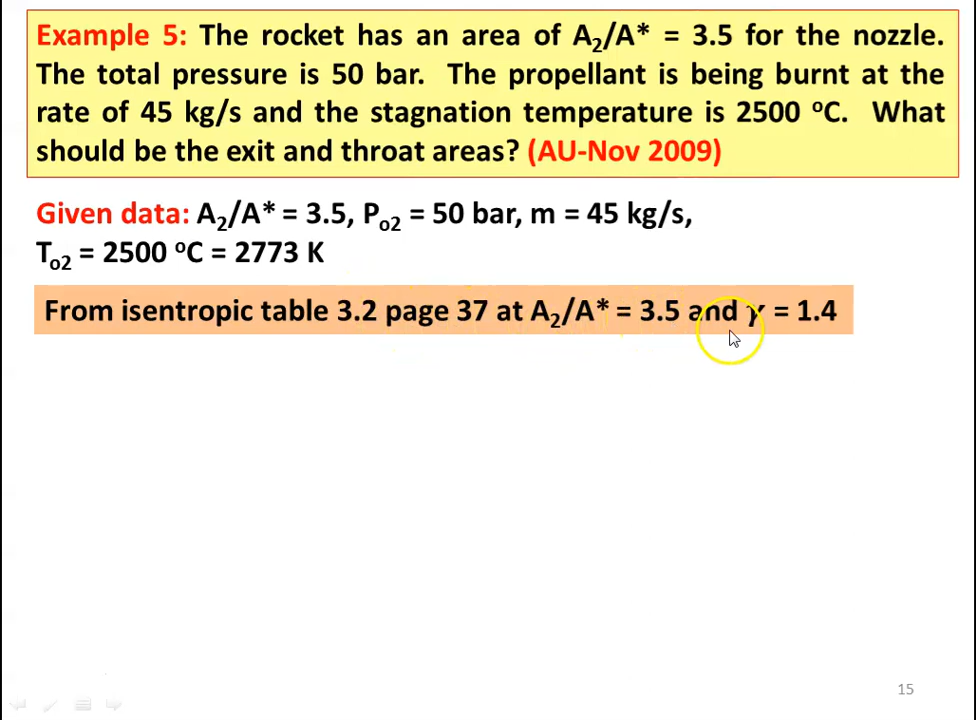 Example 5: The rocket has an area of A₂/A* = 3.5 for the nozzle.
The total pressure is 50 bar. The propellant is being burnt at the
rate of 45 kg/s and the stagnation temperature is 2500 ºC. What
should be the exit and throat areas? (AU-Nov 2009)
Given data: A₂/A* = 3.5, Pₒ₂ = 50 bar, m = 45 kg/s,
Tₒ₂ = 2500 ºC = 2773 K
From isentropic table 3.2 page 37 at A₂/A* = 3.5 and γ = 1.4
15